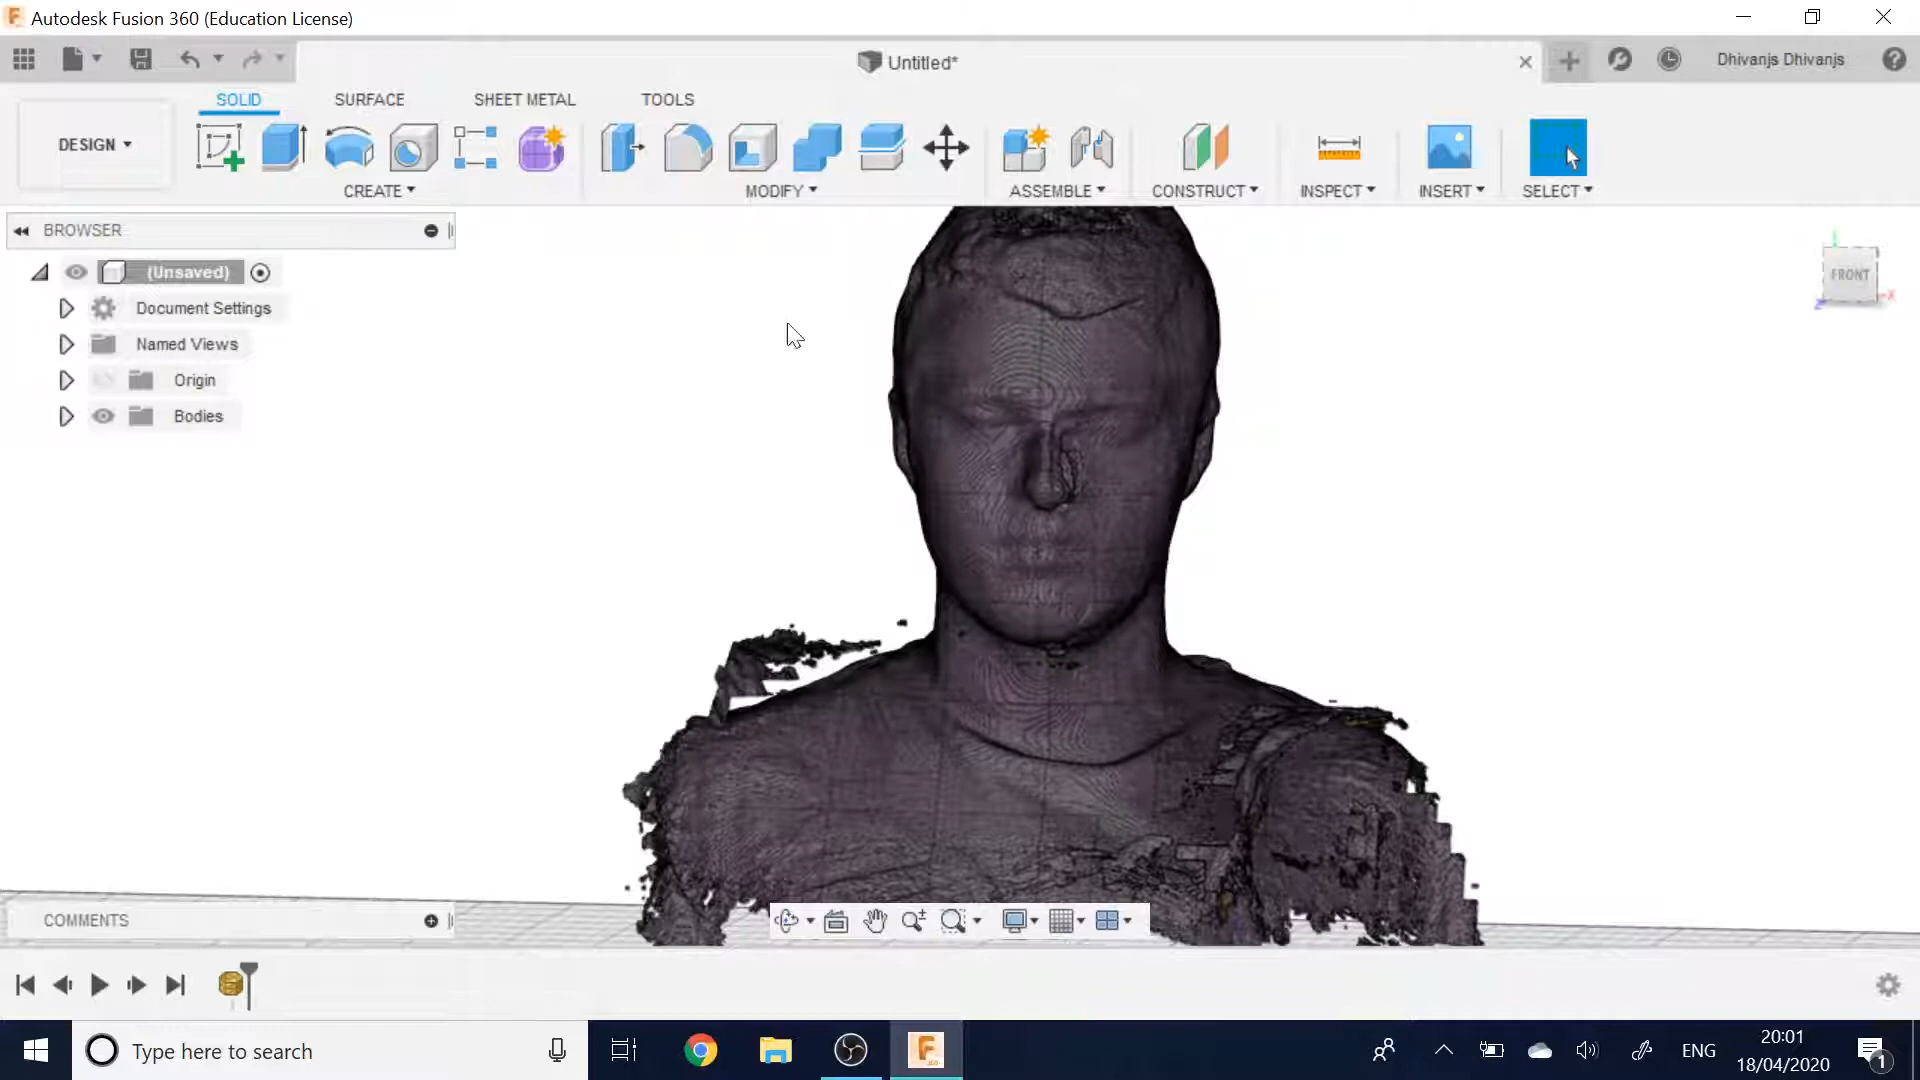 Autodesk Fusion 360 (Education License)
Untitled*
Dhivanjs Dhivanjs
SOLID
SURFACE
SHEET METAL
TOOLS
DESIGN
CREATE
MODIFY
ASSEMBLE
CONSTRUCT
INSPECT
INSERT
SELECT
BROWSER
(Unsaved)
Document Settings
Named Views
Origin
Bodies
FRONT
X
Z
COMMENTS
Type here to search
ENG
20:01
18/04/2020
1